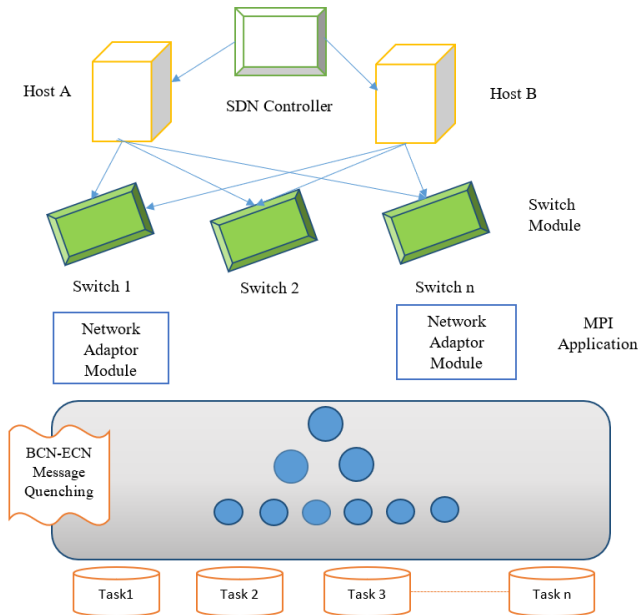 Host A
SDN Controller
Host B
Switch
Module
Switch 1
Switch 2
Switch n
Network
Adaptor
Module
Network
Adaptor
Module
MPI
Application
BCN-ECN
Message
Quenching
Task1
Task 2
Task 3
Task n